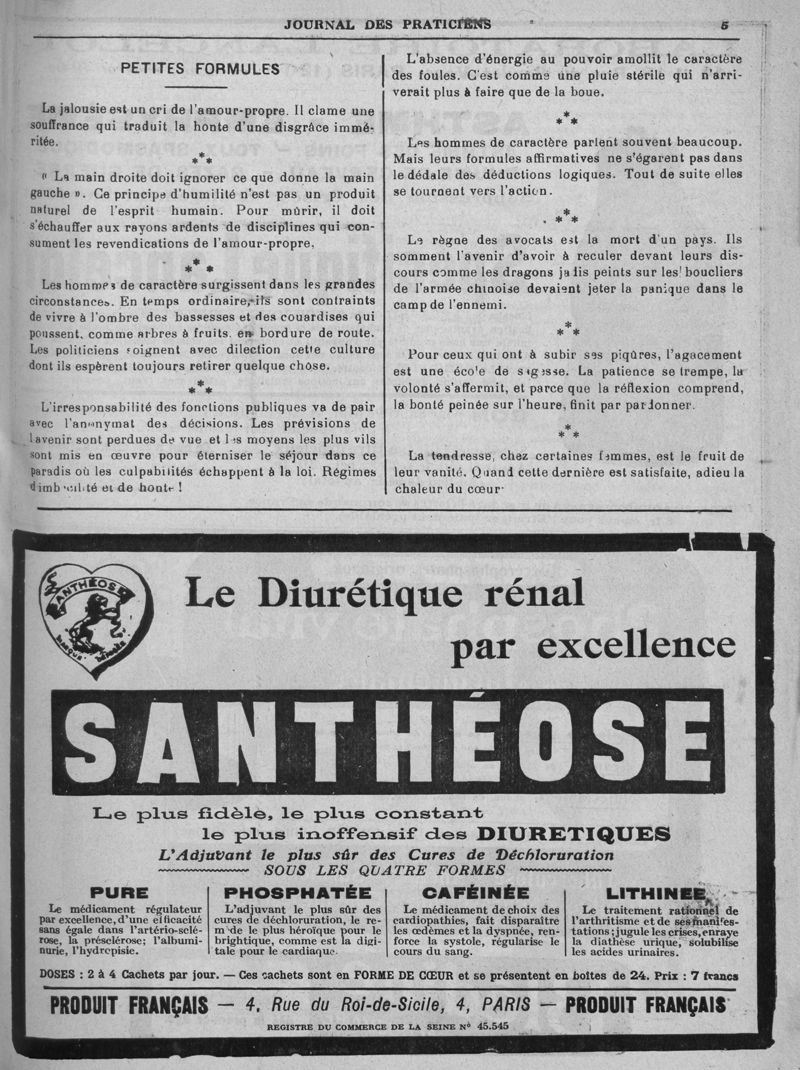 JOURNAL DES PRATICIENS
5
PETITES FORMULES
La jalousie est un cri de l'amour-propre. Il clame une
souffrance qui traduit la honte d'une disgrâce immé-
ritée.
* * *
« La main droite doit ignorer ce que donne la main
gauche ». Ce principe d'humilité n'est pas un produit
naturel de l'esprit humain. Pour mûrir, il doit
s'échauffer aux rayons ardents de disciplines qui con-
sument les revendications de l'amour-propre.
* * *
Les hommes de caractère surgissent dans les grandes
circonstances. En temps ordinaire, ils sont contraints
de vivre à l'ombre des bassesses et des couardises qui
poussent, comme arbres à fruits, en bordure de route.
Les politiciens soignent avec dilection cette culture
dont ils espèrent toujours retirer quelque chose.
* * *
L'irresponsabilité des fonctions publiques va de pair
avec l'anonymat des décisions. Les prévisions de
l'avenir sont perdues de vue et les moyens les plus vils
sont mis en œuvre pour éterniser le séjour dans ce
paradis où les culpabilités échappent à la loi. Régimes
d'imbécilité et de honte !
L'absence d'énergie au pouvoir amollit le caractère
des foules. C'est comme une pluie stérile qui n'arri-
verait plus à faire que de la boue.
* * *
Les hommes de caractère parlent souvent beaucoup.
Mais leurs formules affirmatives ne s'égarent pas dans
le dédale des déductions logiques. Tout de suite elles
se tournent vers l'action.
* * *
Le règne des avocats est la mort d'un pays. Ils
somment l'avenir d'avoir à reculer devant leurs dis-
cours comme les dragons jadis peints sur les boucliers
de l'armée chinoise devaient jeter la panique dans le
camp de l'ennemi.
* * *
Pour ceux qui ont à subir ses piqûres, l'agacement
est une école de sagesse. La patience se trempe, la
volonté s'affermit, et parce que la réflexion comprend,
la bonté peinée sur l'heure, finit par pardonner.
* * *
La tendresse, chez certaines femmes, est le fruit de
leur vanité. Quand cette dernière est satisfaite, adieu la
chaleur du cœur
SANTHÉOSE
MARQUE DÉPOSÉE
Le Diurétique rénal
par excellence
SANTHÉOSE
Le plus fidèle, le plus constant
le plus inoffensif des DIURETIQUES
L'Adjuvant le plus sûr des Cures de Déchloruration
SOUS LES QUATRE FORMES
PURE
Le médicament régulateur
par excellence, d'une efficacité
sans égale dans l'artério-sclé-
rose, la présclérose; l'albumi-
nurie, l'hydropisie.
PHOSPHATÉE
L'adjuvant le plus sûr des
cures de déchloruration, le re-
mède le plus héroïque pour le
brightique, comme est la digi-
tale pour le cardiaque.
CAFÉINÉE
Le médicament de choix des
cardiopathies, fait disparaître
les œdèmes et la dyspnée, ren-
force la systole, régularise le
cours du sang.
LITHINÉE
Le traitement rationnel de
l'arthritisme et de ses manifes-
tations; jugule les crises, enraye
la diathèse urique, solubilise
les acides urinaires.
DOSES : 2 à 4 Cachets par jour. — Ces cachets sont en FORME DE CŒUR et se présentent en boîtes de 24. Prix : 7 francs
PRODUIT FRANÇAIS — 4, Rue du Roi-de-Sicile, 4, PARIS — PRODUIT FRANÇAIS
REGISTRE DU COMMERCE DE LA SEINE Nº 45.545